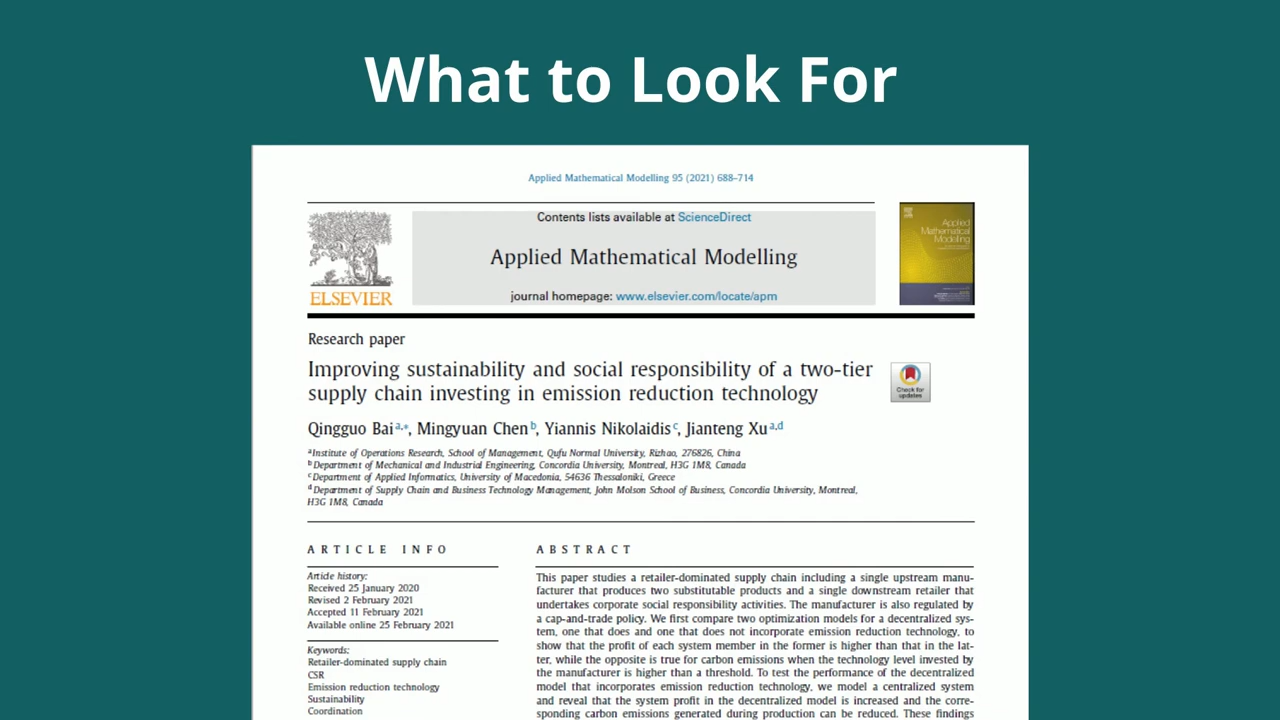 What to Look For
Applied Mathematical Modelling 95 (2021) 688–714
Contents lists available at ScienceDirect
Applied Mathematical Modelling
journal homepage: www.elsevier.com/locate/apm
ELSEVIER
Applied
Mathematical
Modelling
Research paper
Improving sustainability and social responsibility of a two-tier
supply chain investing in emission reduction technology
Check for
updates
Qingguo Bai a,*, Mingyuan Chen b, Yiannis Nikolaidis c, Jianteng Xu a,d
a Institute of Operations Research, School of Management, Qufu Normal University, Rizhao, 276826, China
b Department of Mechanical and Industrial Engineering, Concordia University, Montreal, H3G 1M8, Canada
c Department of Applied Informatics, University of Macedonia, 54636 Thessaloniki, Greece
d Department of Supply Chain and Business Technology Management, John Molson School of Business, Concordia University, Montreal,
H3G 1M8, Canada
ARTICLE INFO
Article history:
Received 25 January 2020
Revised 2 February 2021
Accepted 11 February 2021
Available online 25 February 2021
Keywords:
Retailer-dominated supply chain
CSR
Emission reduction technology
Sustainability
Coordination
ABSTRACT
This paper studies a retailer-dominated supply chain including a single upstream manu-
facturer that produces two substitutable products and a single downstream retailer that
undertakes corporate social responsibility activities. The manufacturer is also regulated by
a cap-and-trade policy. We first compare two optimization models for a decentralized sys-
tem, one that does and one that does not incorporate emission reduction technology, to
show that the profit of each system member in the former is higher than that in the lat-
ter, while the opposite is true for carbon emissions when the technology level invested by
the manufacturer is higher than a threshold. To test the performance of the decentralized
model that incorporates emission reduction technology, we model a centralized system
and reveal that the system profit in the decentralized model is increased and the corre-
sponding carbon emissions generated during production can be reduced. These findings